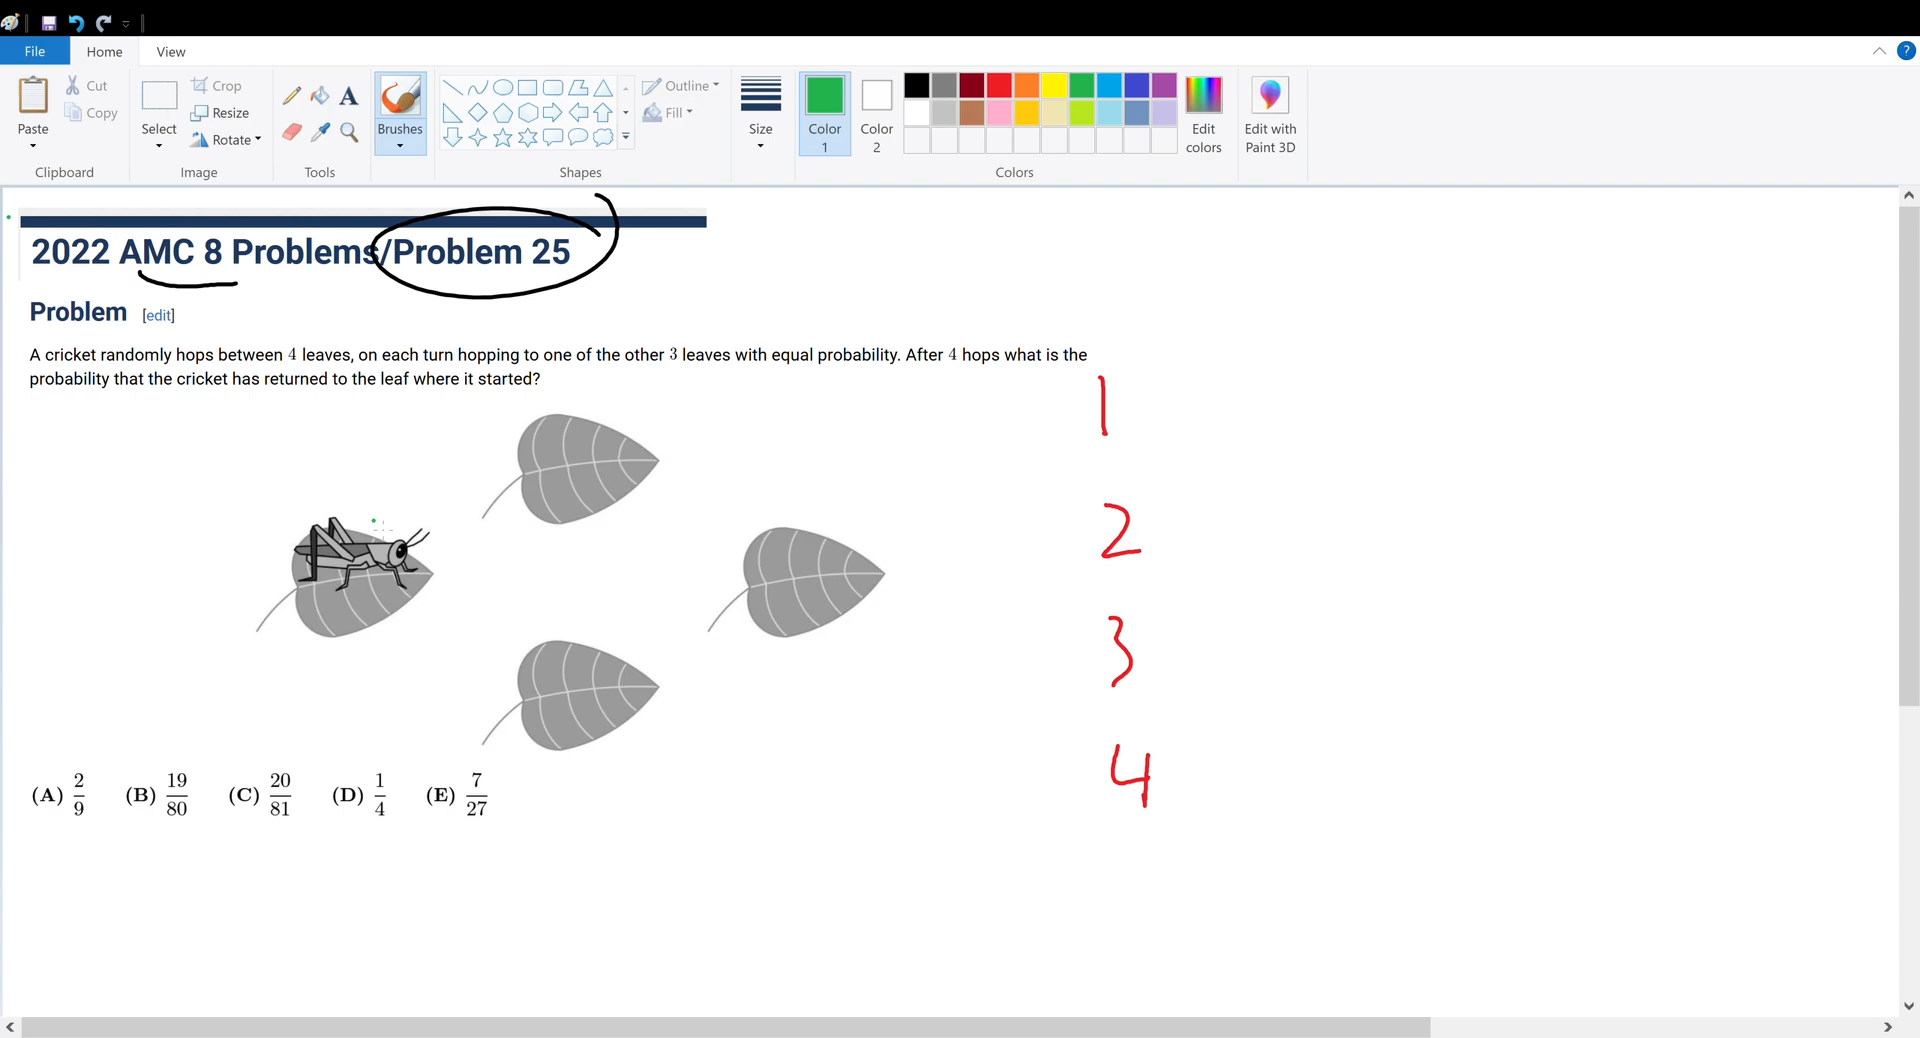 File Home View ?
Paste Cut Copy Clipboard
Select Crop Resize Rotate Image
A Tools
Brushes
Shapes
Outline Fill
Size
Color 1 Color 2 Edit colors Edit with Paint 3D
Colors
2022 AMC 8 Problems/Problem 25
Problem [edit]
A cricket randomly hops between 4 leaves, on each turn hopping to one of the other 3 leaves with equal probability. After 4 hops what is the
probability that the cricket has returned to the leaf where it started?
1
2
3
4
(A) 2/9 (B) 19/80 (C) 20/81 (D) 1/4 (E) 7/27